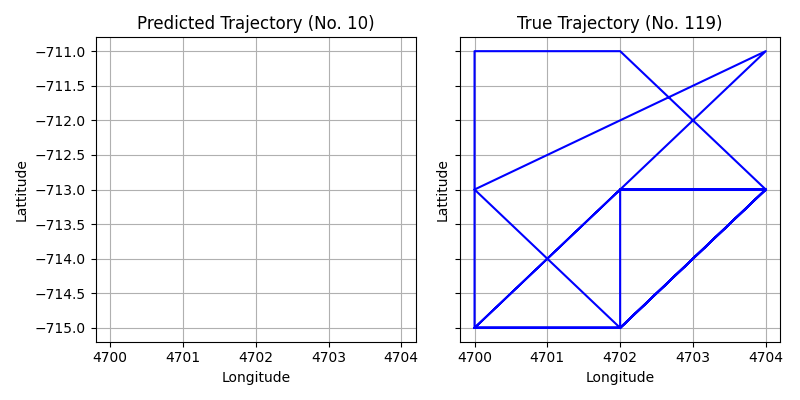 Predicted Trajectory (No. 10)
−711.0
−711.5
−712.0
−712.5
−713.0
−713.5
−714.0
−714.5
−715.0
Lattitude
4700 4701 4702 4703 4704
Longitude
True Trajectory (No. 119)
Lattitude
4700 4701 4702 4703 4704
Longitude